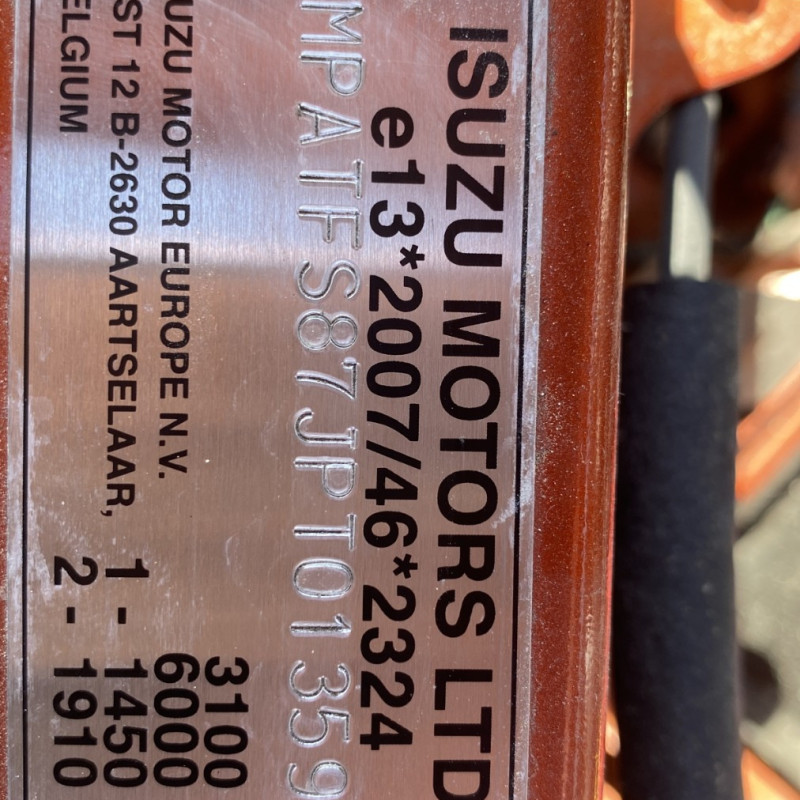 ISUZU MOTORS LTD
e13*2007/46*2324
MPATFS87JPT01359
3100
6000
1 - 1450
2 - 1910
UZU MOTOR EUROPE N.V.
ST 12 B-2630 AARTSELAAR,
ELGIUM